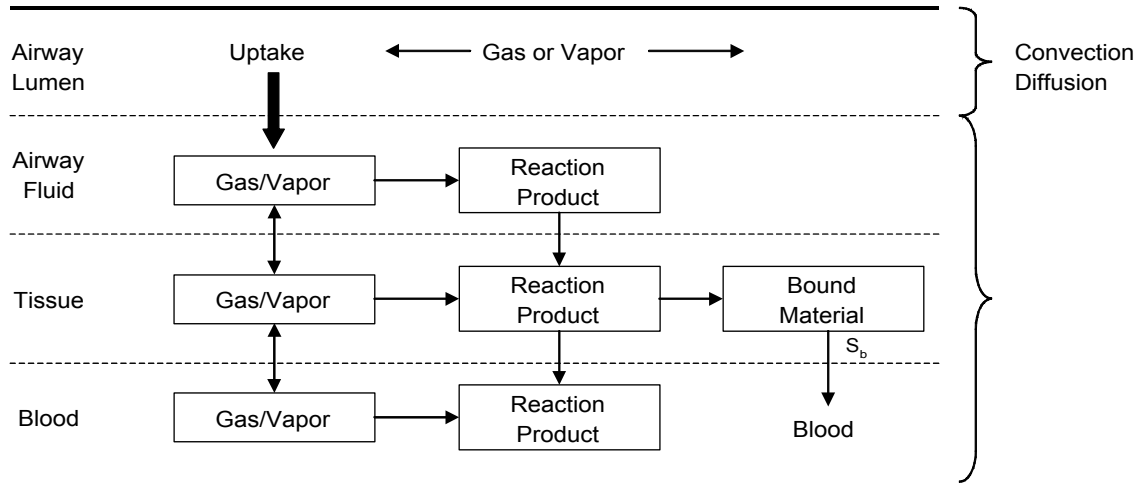 Airway
Lumen
Uptake
Gas or Vapor
Convection
Diffusion
Airway
Fluid
Gas/Vapor
Reaction
Product
Tissue
Gas/Vapor
Reaction
Product
Bound
Material
S_b
Blood
Gas/Vapor
Reaction
Product
Blood